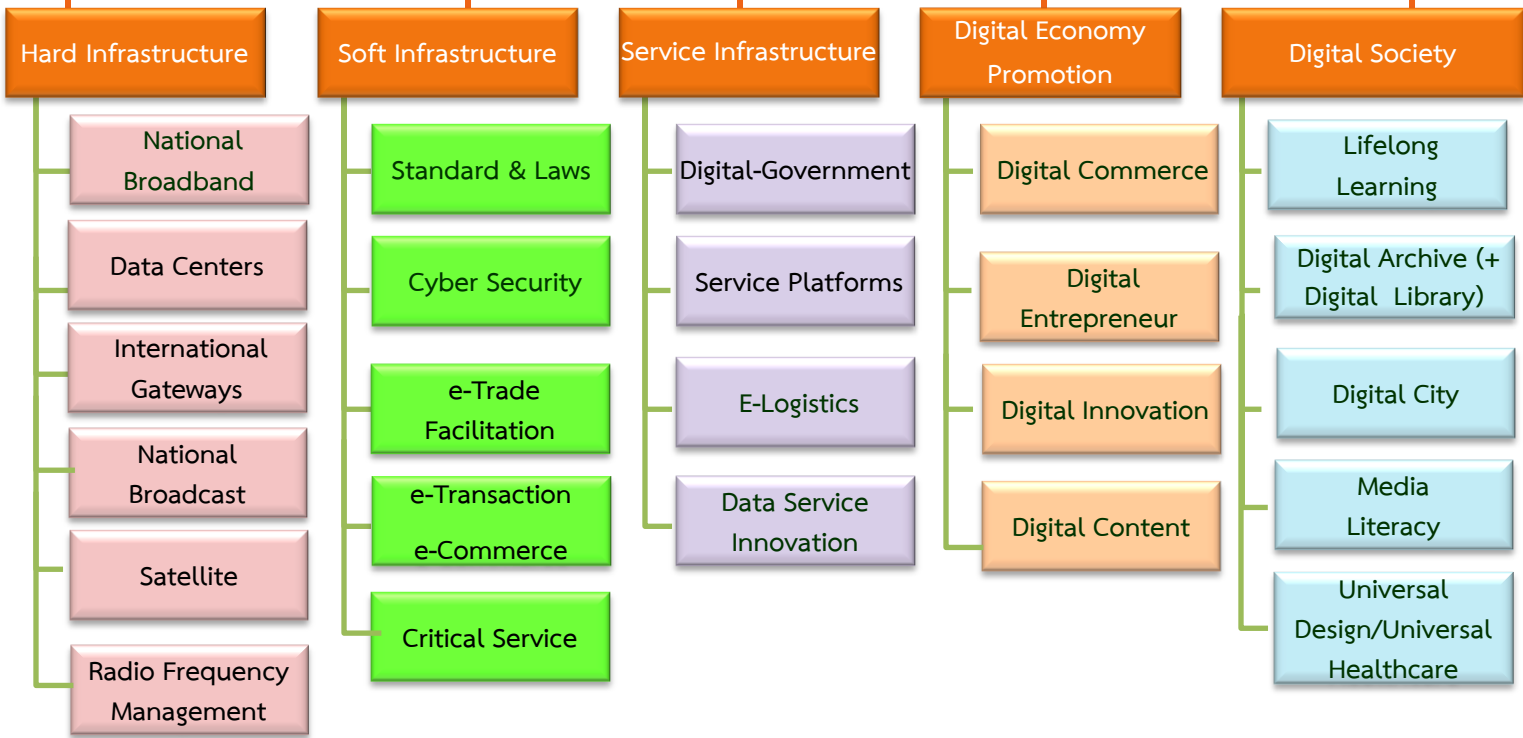 Hard Infrastructure
National
Broadband
Data Centers
International
Gateways
National
Broadcast
Satellite
Radio Frequency
Management
Soft Infrastructure
Standard & Laws
Cyber Security
e-Trade
Facilitation
e-Transaction
e-Commerce
Critical Service
Service Infrastructure
Digital-Government
Service Platforms
E-Logistics
Data Service
Innovation
Digital Economy
Promotion
Digital Commerce
Digital
Entrepreneur
Digital Innovation
Digital Content
Digital Society
Lifelong
Learning
Digital Archive (+
Digital Library)
Digital City
Media
Literacy
Universal
Design/Universal
Healthcare